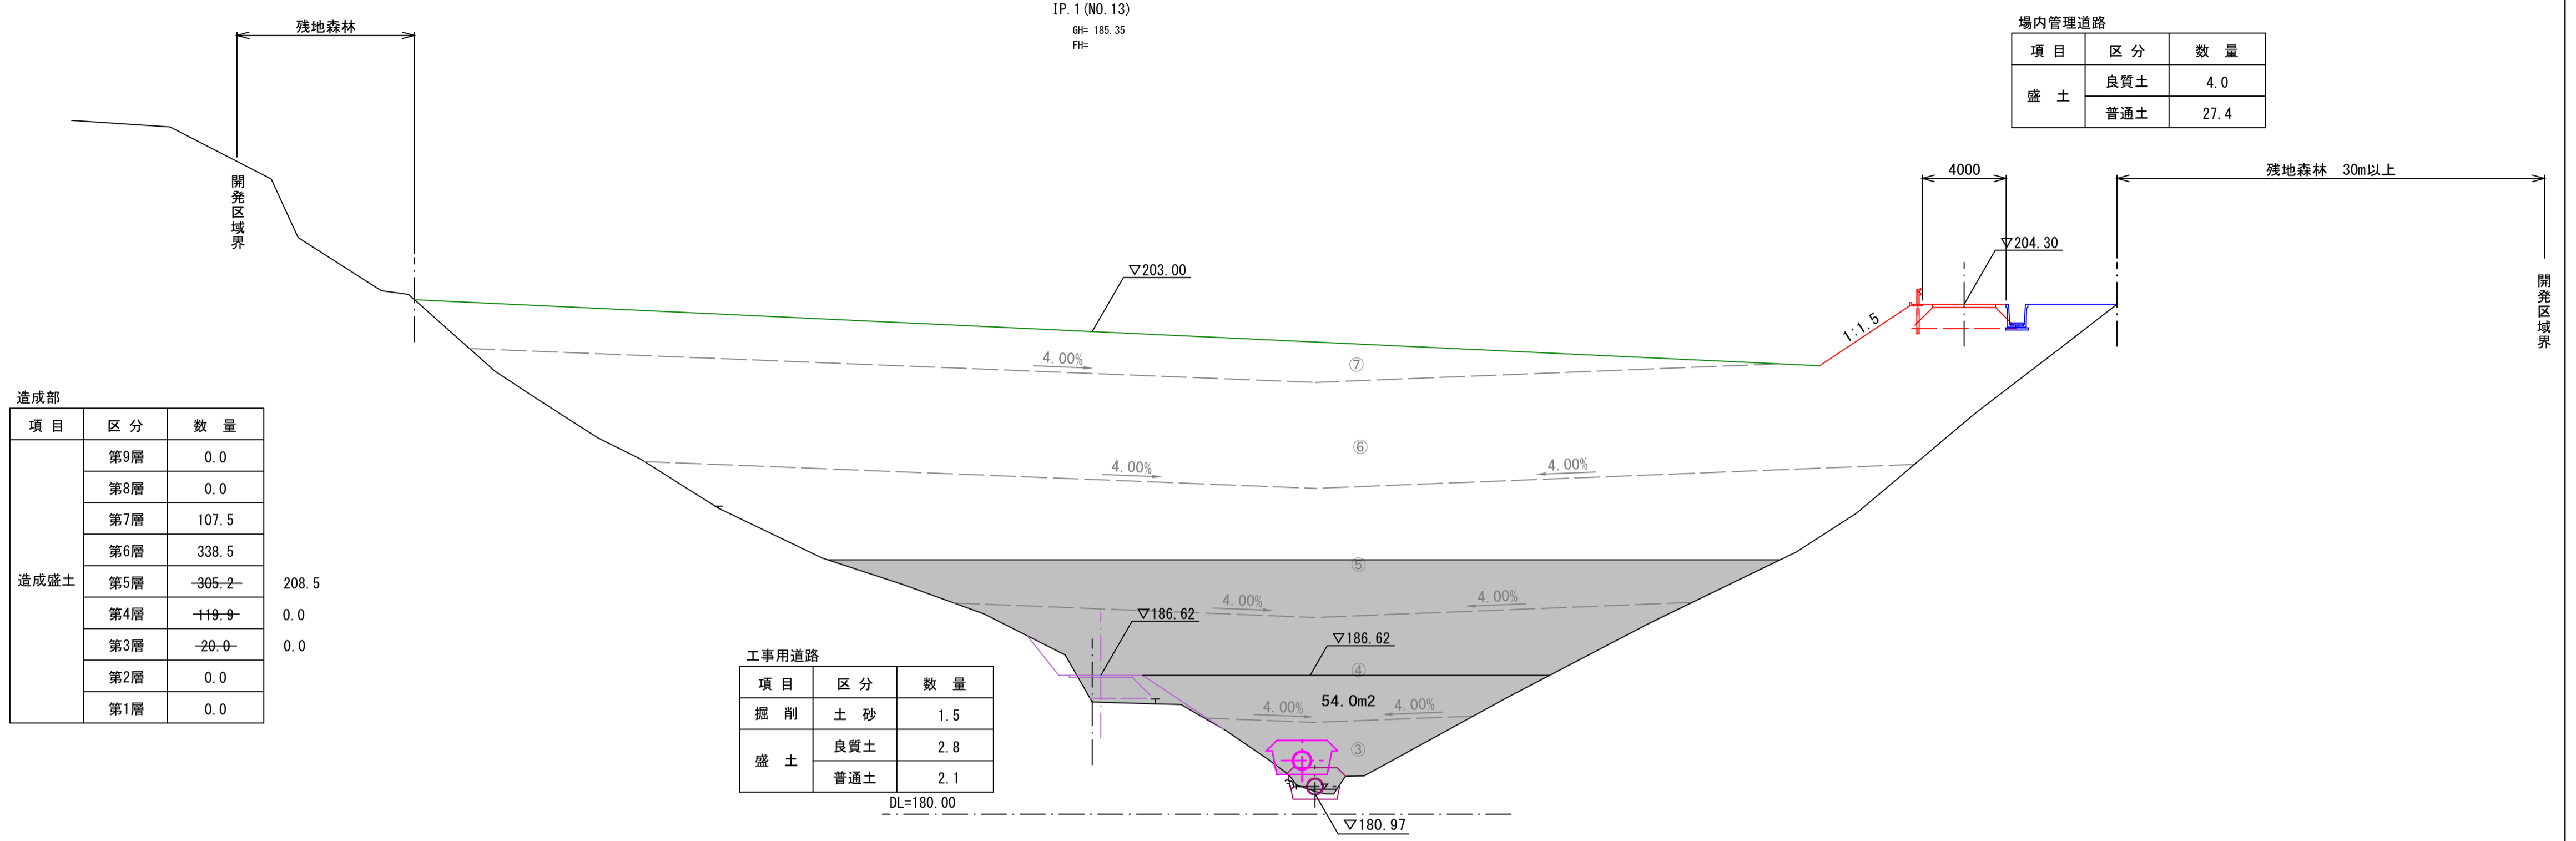 IP.1(NO.13)
GH= 185.35
FH=
残地森林
開発区域界
場内管理道路
項 目 区 分 数 量
盛 土 良質土 4.0
普通土 27.4
4000
残地森林 30m以上
▽204.30
開発区域界
▽203.00
1:1.5
4.00%
⑦
⑥
4.00%
4.00%
造成部
項 目 区 分 数 量
造成盛土
第9層 0.0
第8層 0.0
第7層 107.5
第6層 338.5
第5層 305.2 208.5
第4層 119.9 0.0
第3層 20.0 0.0
第2層 0.0
第1層 0.0
⑤
4.00%
4.00%
▽186.62
▽186.62
④
54.0m2
4.00%
4.00%
③
工事用道路
項 目 区 分 数 量
掘 削 土 砂 1.5
盛 土 良質土 2.8
普通土 2.1
DL=180.00
▽180.97